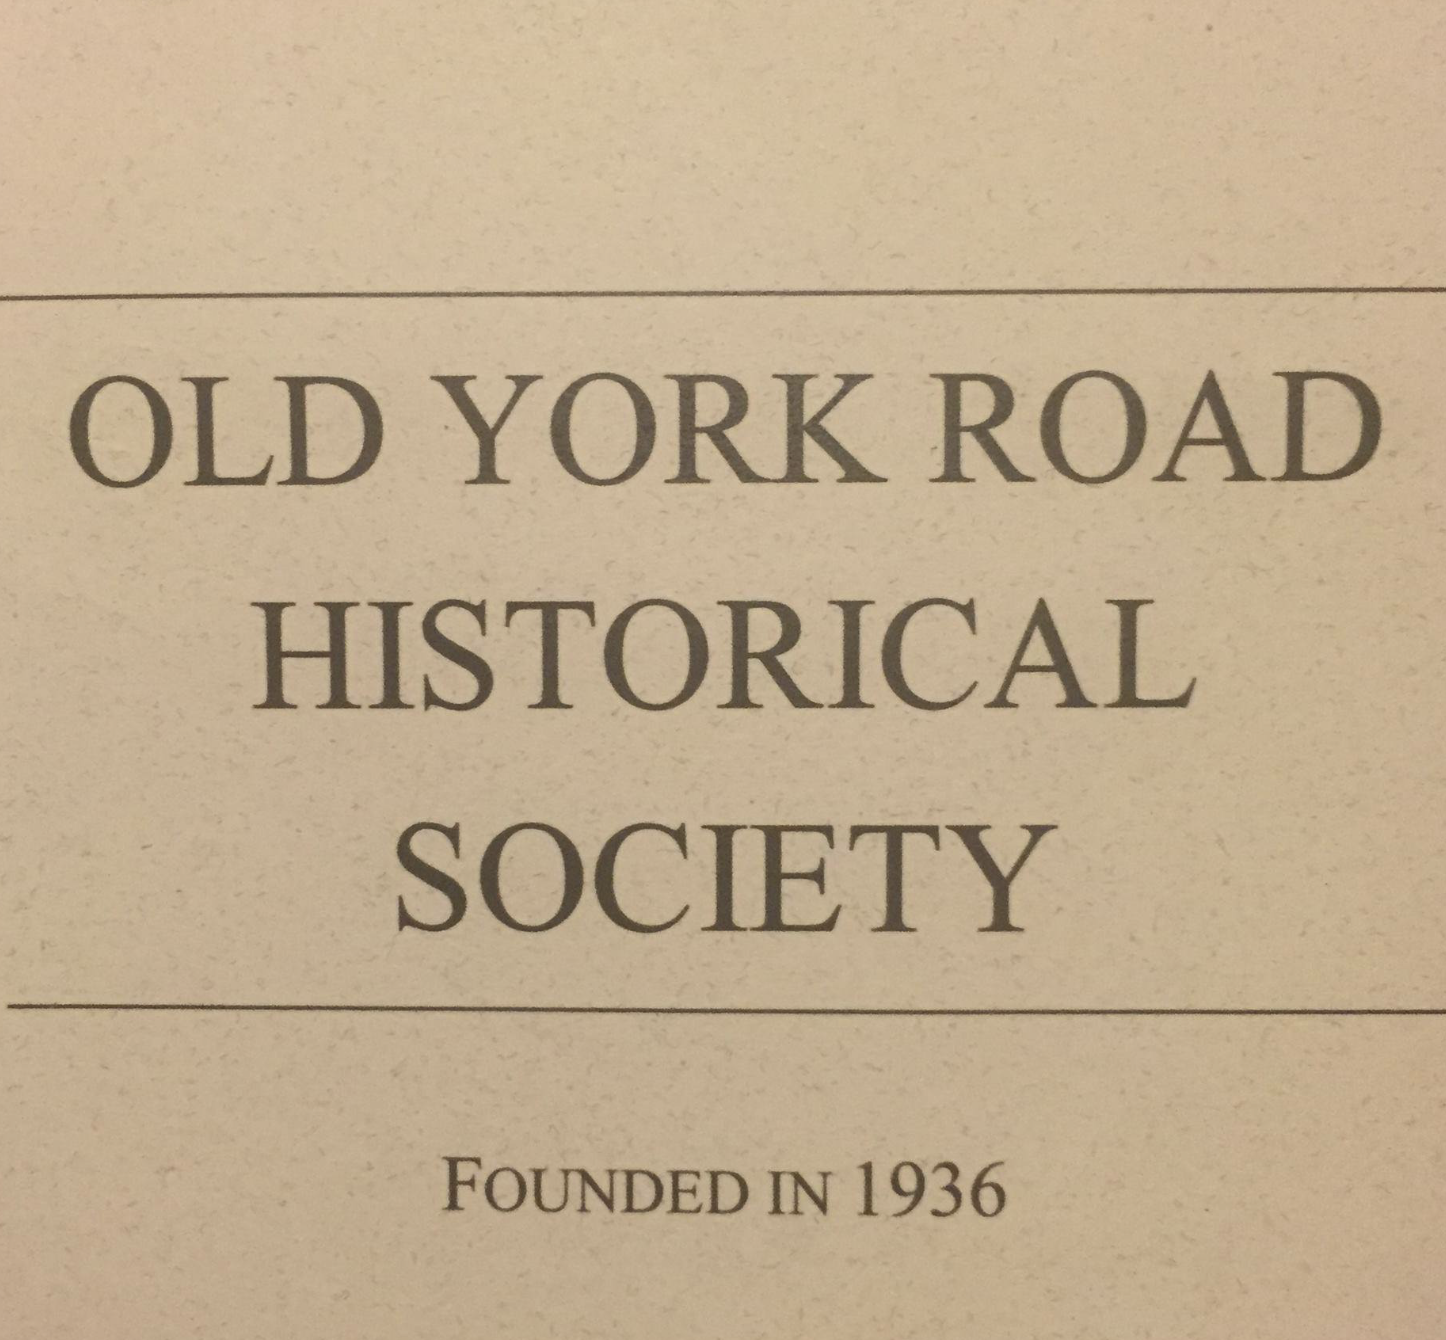 OLD YORK ROAD
HISTORICAL
SOCIETY
FOUNDED IN 1936